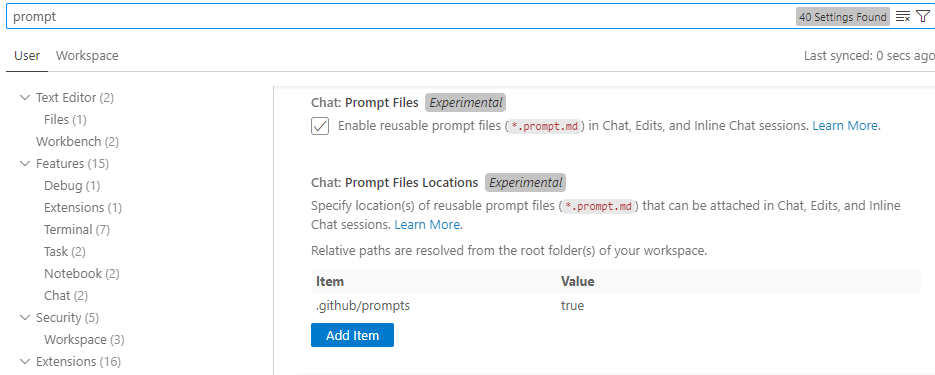 prompt
40 Settings Found
User
Workspace
Last synced: 0 secs ago
Text Editor (2)
Files (1)
Workbench (2)
Features (15)
Debug (1)
Extensions (1)
Terminal (7)
Task (2)
Notebook (2)
Chat (2)
Security (5)
Workspace (3)
Extensions (16)
Chat: Prompt Files Experimental
Enable reusable prompt files (*.prompt.md) in Chat, Edits, and Inline Chat sessions. Learn More.
Chat: Prompt Files Locations Experimental
Specify location(s) of reusable prompt files (*.prompt.md) that can be attached in Chat, Edits, and Inline
Chat sessions. Learn More.
Relative paths are resolved from the root folder(s) of your workspace.
Item Value
.github/prompts true
Add Item